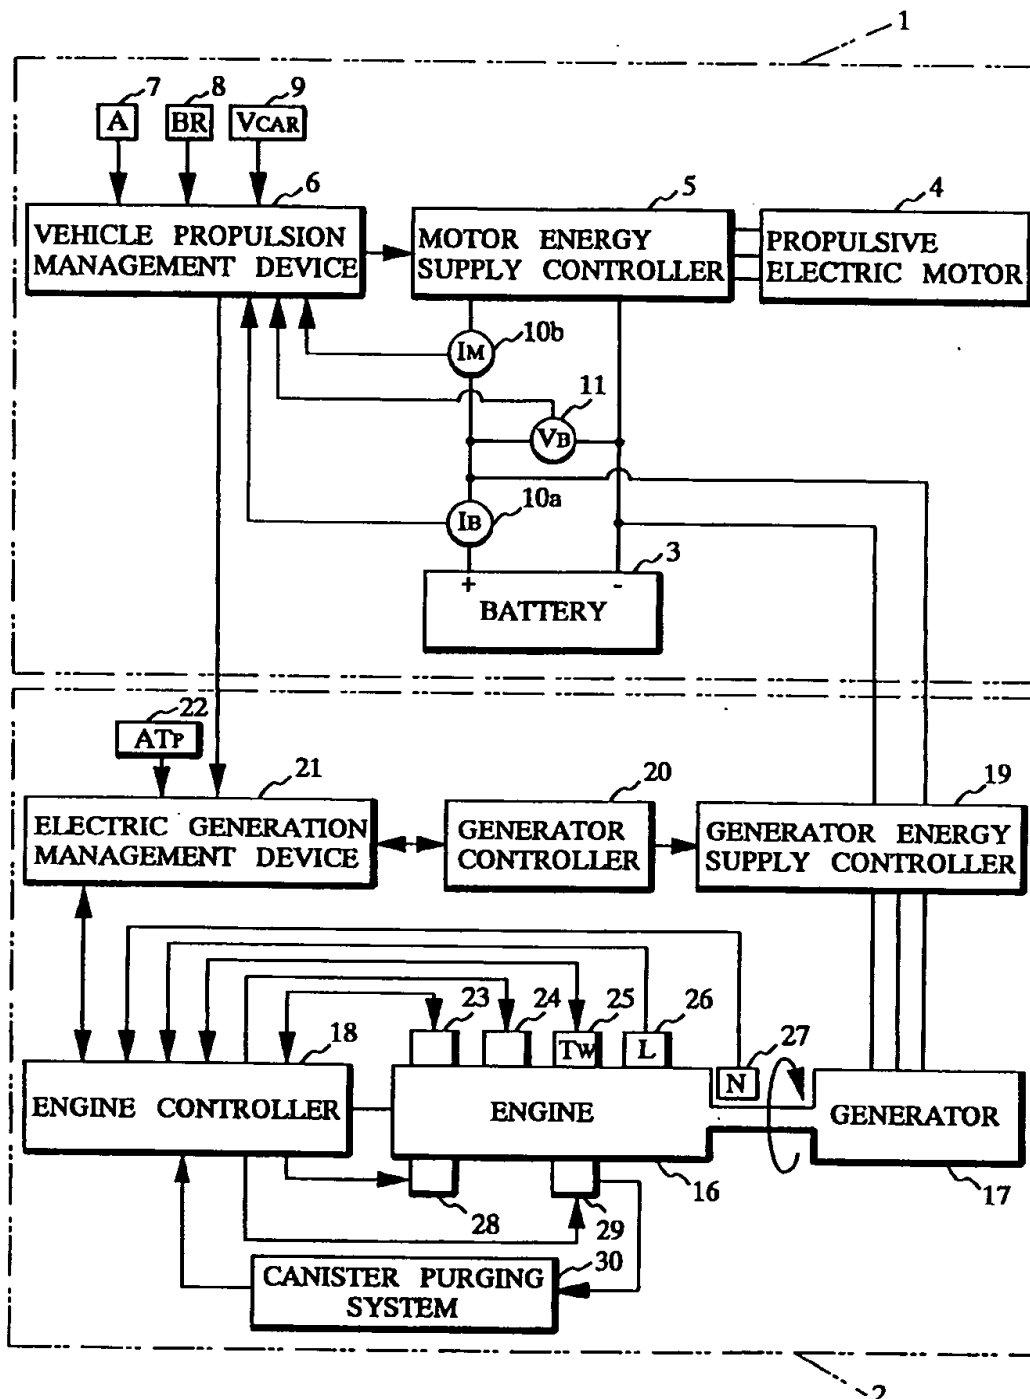 1
7 8 9
A BR VCAR
6 5 4
VEHICLE PROPULSION
MANAGEMENT DEVICE
MOTOR ENERGY
SUPPLY CONTROLLER
PROPULSIVE
ELECTRIC MOTOR
IM 10b
11
VB
10a
IB
3
+ -
BATTERY
22
ATP
21 20 19
ELECTRIC GENERATION
MANAGEMENT DEVICE
GENERATOR
CONTROLLER
GENERATOR ENERGY
SUPPLY CONTROLLER
23 24 25 26 27
18
TW L N
ENGINE CONTROLLER
ENGINE
GENERATOR
16 17
28 29
30
CANISTER PURGING
SYSTEM
2